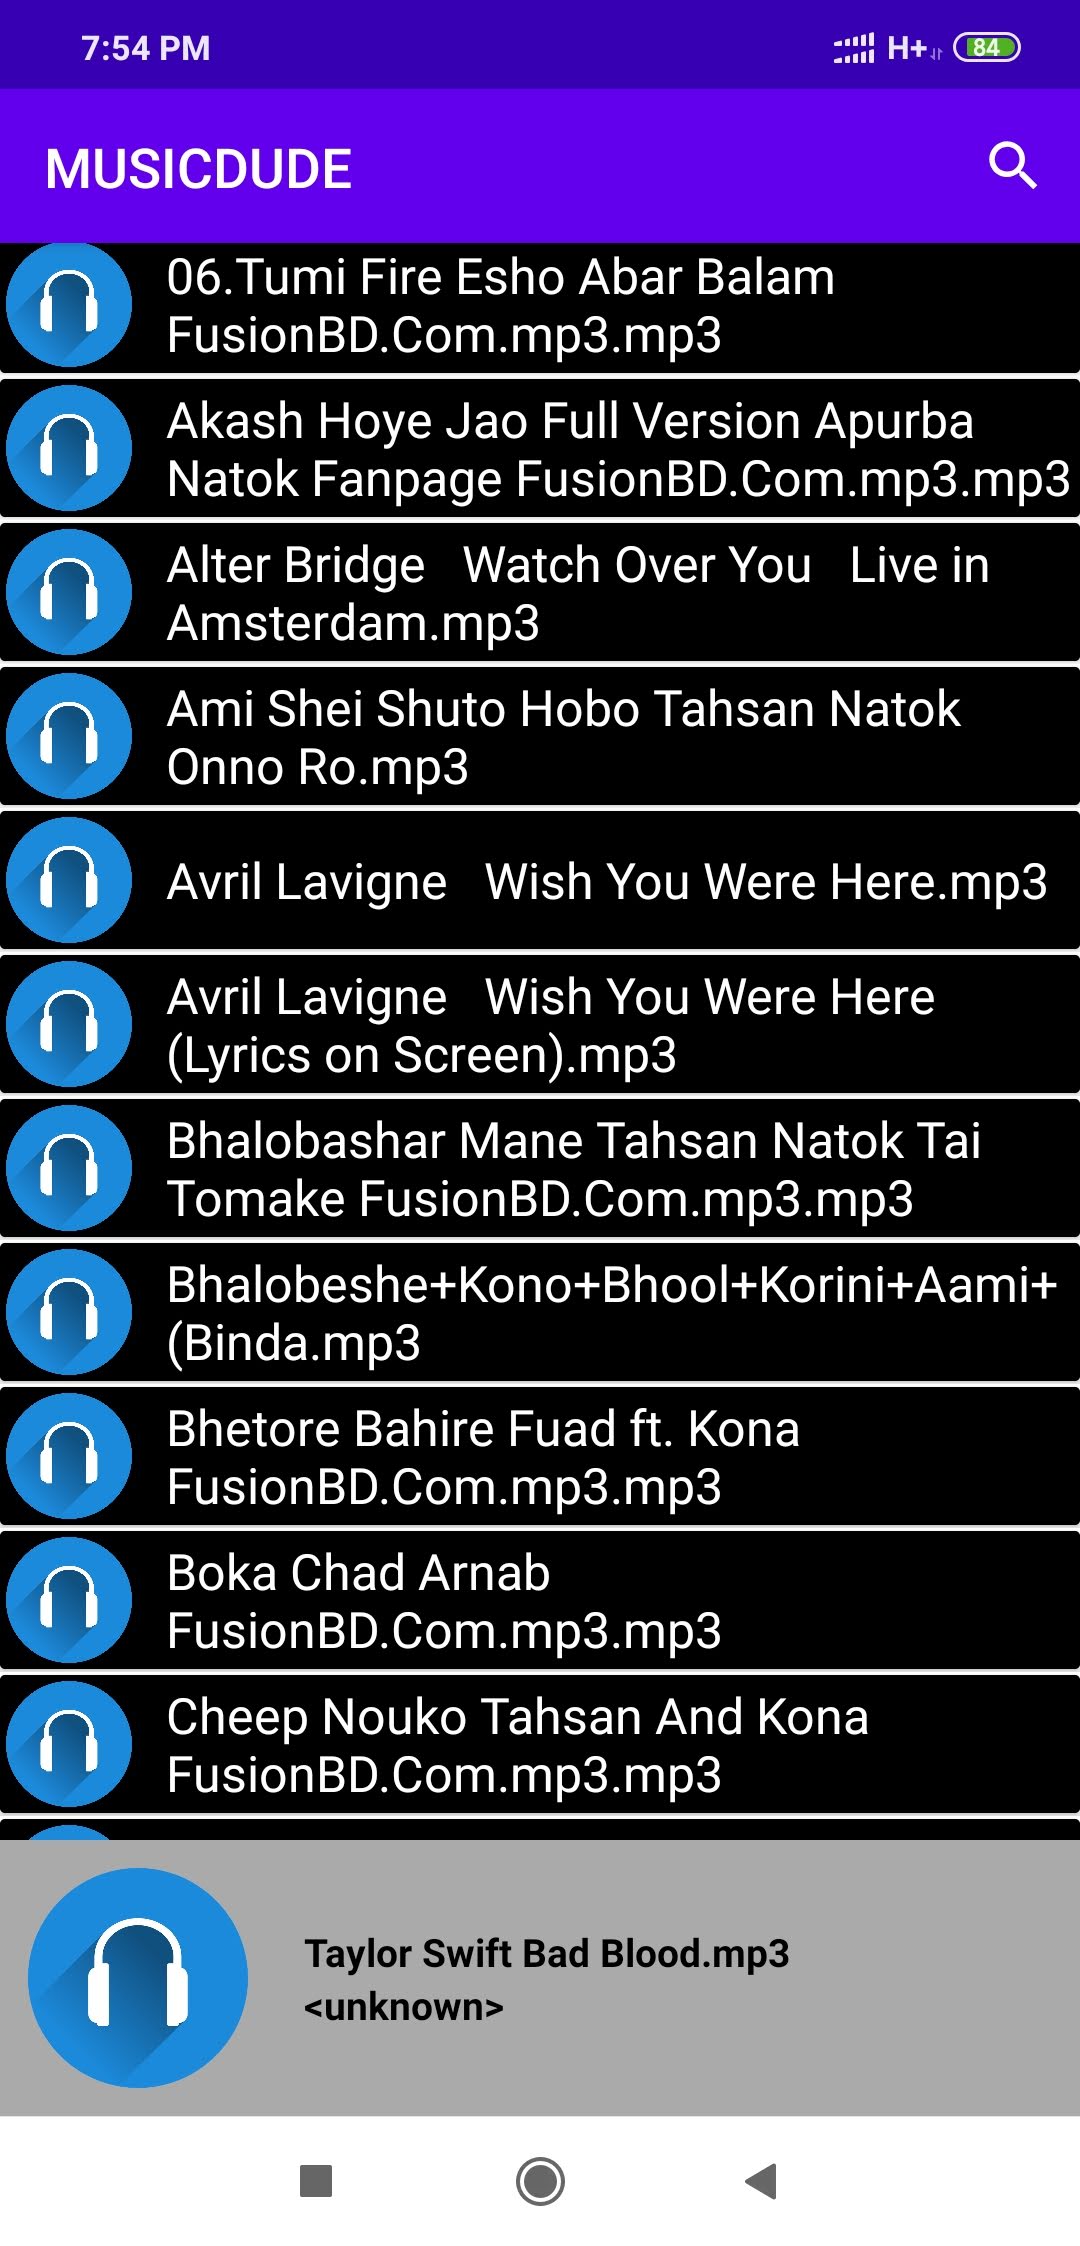 7:54 PM
H+
84
MUSICDUDE
06.Tumi Fire Esho Abar Balam
FusionBD.Com.mp3.mp3
Akash Hoye Jao Full Version Apurba
Natok Fanpage FusionBD.Com.mp3.mp3
Alter Bridge   Watch Over You   Live in
Amsterdam.mp3
Ami Shei Shuto Hobo Tahsan Natok
Onno Ro.mp3
Avril Lavigne   Wish You Were Here.mp3
Avril Lavigne   Wish You Were Here
(Lyrics on Screen).mp3
Bhalobashar Mane Tahsan Natok Tai
Tomake FusionBD.Com.mp3.mp3
Bhalobeshe+Kono+Bhool+Korini+Aami+
(Binda.mp3
Bhetore Bahire Fuad ft. Kona
FusionBD.Com.mp3.mp3
Boka Chad Arnab
FusionBD.Com.mp3.mp3
Cheep Nouko Tahsan And Kona
FusionBD.Com.mp3.mp3
Taylor Swift Bad Blood.mp3
<unknown>